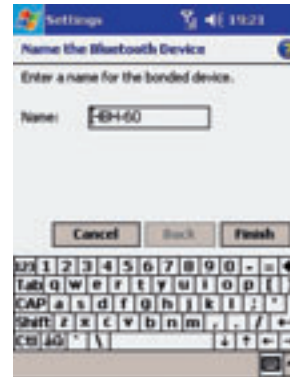 Settings 19:21
Name the Bluetooth Device
Enter a name for the bonded device.
Name: HBH-60
Cancel Back Finish
123 1 2 3 4 5 6 7 8 9 0 - =
Tab q w e r t y u i o p [ ]
CAP a s d f g h j k l ; '
Shift z x c v b n m , . /
Ctl áü ` \